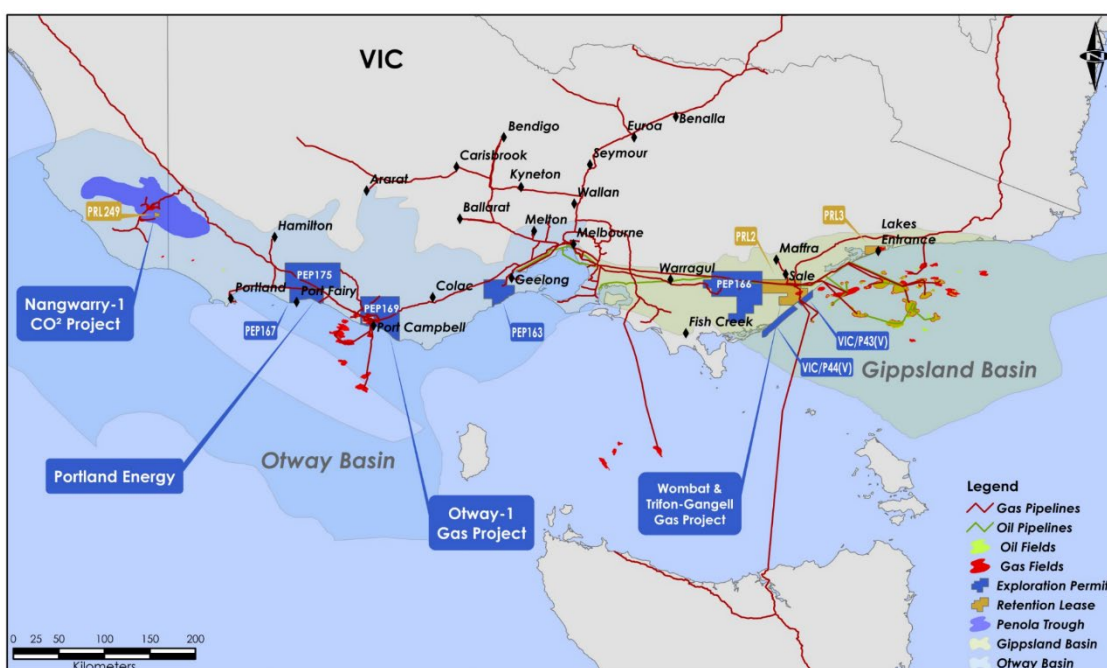 VIC
Bendigo
Carisbrook
Kyneton
Ararat
Ballarat
Melton
Melbourne
Euroa
Benalla
Seymour
Wallan
PRL249
Hamilton
Nangwarry-1
CO² Project
Portland
PEP175
Port Fairy
PEP167
PEP169
Port Campbell
Colac
Geelong
PEP163
Warragul
Fish Creek
PEP166
PRL2
Maffra
Sale
PRL3
Lakes
Entrance
VIC/P43(V)
VIC/P44(V)
Gippsland Basin
Portland Energy
Otway Basin
Otway-1
Gas Project
Wombat &
Trifon-Gangell
Gas Project
Legend
Gas Pipelines
Oil Pipelines
Oil Fields
Gas Fields
Exploration Permit
Retention Lease
Penola Trough
Gippsland Basin
Otway Basin
0 25 50 100 150 200
Kilometers